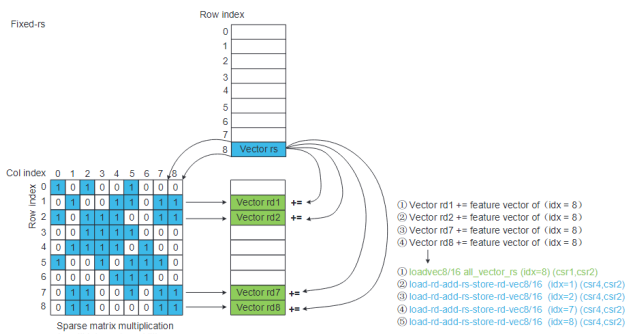 Fixed-rs
Row index
0
1
2
3
4
5
6
7
8 Vector rs
Col index 0 1 2 3 4 5 6 7 8
Row index
0 1 0 1 0 0 1 0 0 0
1 0 1 0 0 0 1 0 1 1 Vector rd1 +=
2 1 0 1 1 1 0 0 1 1 Vector rd2 +=
3 0 0 1 1 1 1 0 0 0
4 0 1 1 1 1 0 1 0 0
5
6 0 0 0 0 1 1 1 0 0
7 0 1 1 0 0 0 0 1 1 Vector rd7 +=
8 0 1 1 0 0 0 0 1 1 Vector rd8 +=
Sparse matrix multiplication
① Vector rd1 += feature vector of (idx = 8)
② Vector rd2 += feature vector of (idx = 8)
③ Vector rd7 += feature vector of (idx = 8)
④ Vector rd8 += feature vector of (idx = 8)
① loadvec8/16 all_vector_rs (idx=8) (csr1,csr2)
② load-rd-add-rs-store-rd-vec8/16 (idx=1) (csr4,csr2)
③ load-rd-add-rs-store-rd-vec8/16 (idx=2) (csr4,csr2)
④ load-rd-add-rs-store-rd-vec8/16 (idx=7) (csr4,csr2)
⑤ load-rd-add-rs-store-rd-vec8/16 (idx=8) (csr4,csr2)